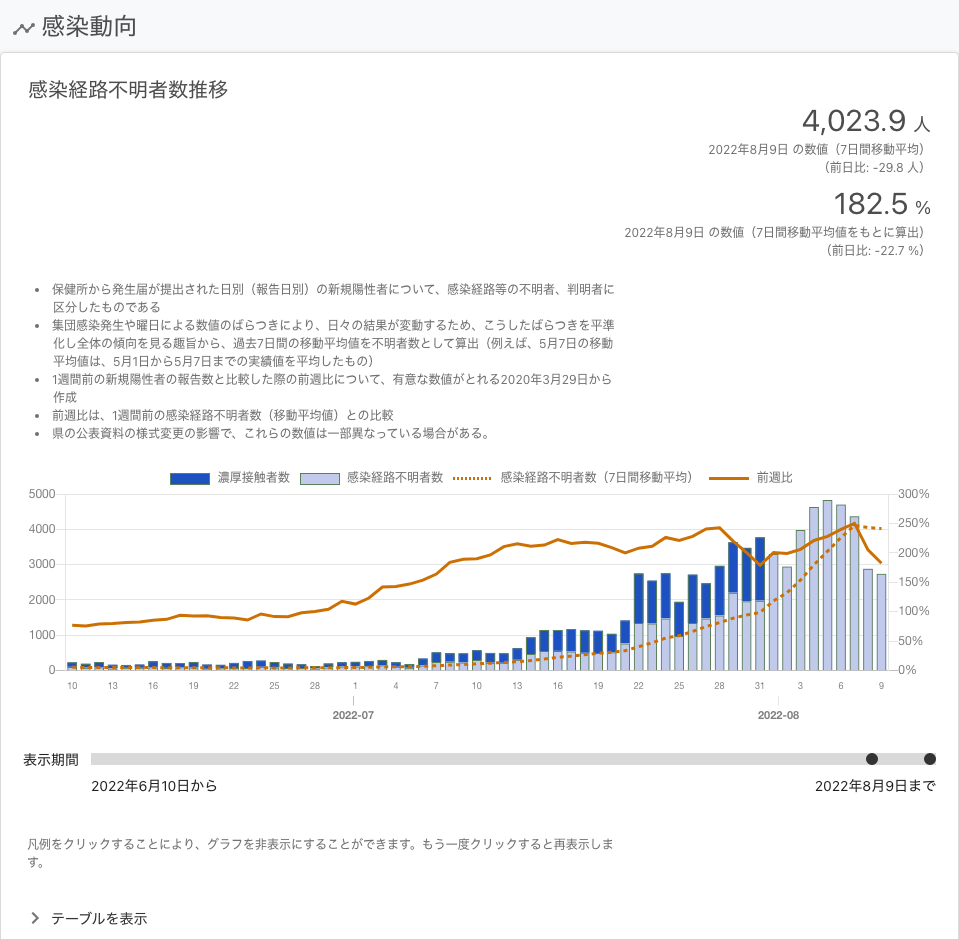 感染動向
感染経路不明者数推移
4,023.9 人
2022年8月9日 の数値（7日間移動平均）
（前日比: -29.8 人）
182.5 %
2022年8月9日 の数値（7日間移動平均値をもとに算出）
（前日比: -22.7 %）
• 保健所から発生届が提出された日別（報告日別）の新規陽性者について、感染経路等の不明者、判明者に
区分したものである
• 集団感染発生や曜日による数値のばらつきにより、日々の結果が変動するため、こうしたばらつきを平準
化し全体の傾向を見る趣旨から、過去7日間の移動平均値を不明者数として算出（例えば、5月7日の移動
平均値は、5月1日から5月7日までの実績値を平均したもの）
• 1週間前の新規陽性者の報告数と比較した際の前週比について、有意な数値がとれる2020年3月29日から
作成
• 前週比は、1週間前の感染経路不明者数（移動平均値）との比較
• 県の公表資料の様式変更の影響で、これらの数値は一部異なっている場合がある。
濃厚接触者数 感染経路不明者数 感染経路不明者数（7日間移動平均） 前週比
5000 300%
250%
4000
200%
3000
150%
2000
100%
1000
50%
0 0%
10 13 16 19 22 25 28 1 4 7 10 13 16 19 22 25 28 31 3 6 9
2022-07 2022-08
表示期間
2022年6月10日から 2022年8月9日まで
凡例をクリックすることにより、グラフを非表示にすることができます。もう一度クリックすると再表示しま
す。
テーブルを表示